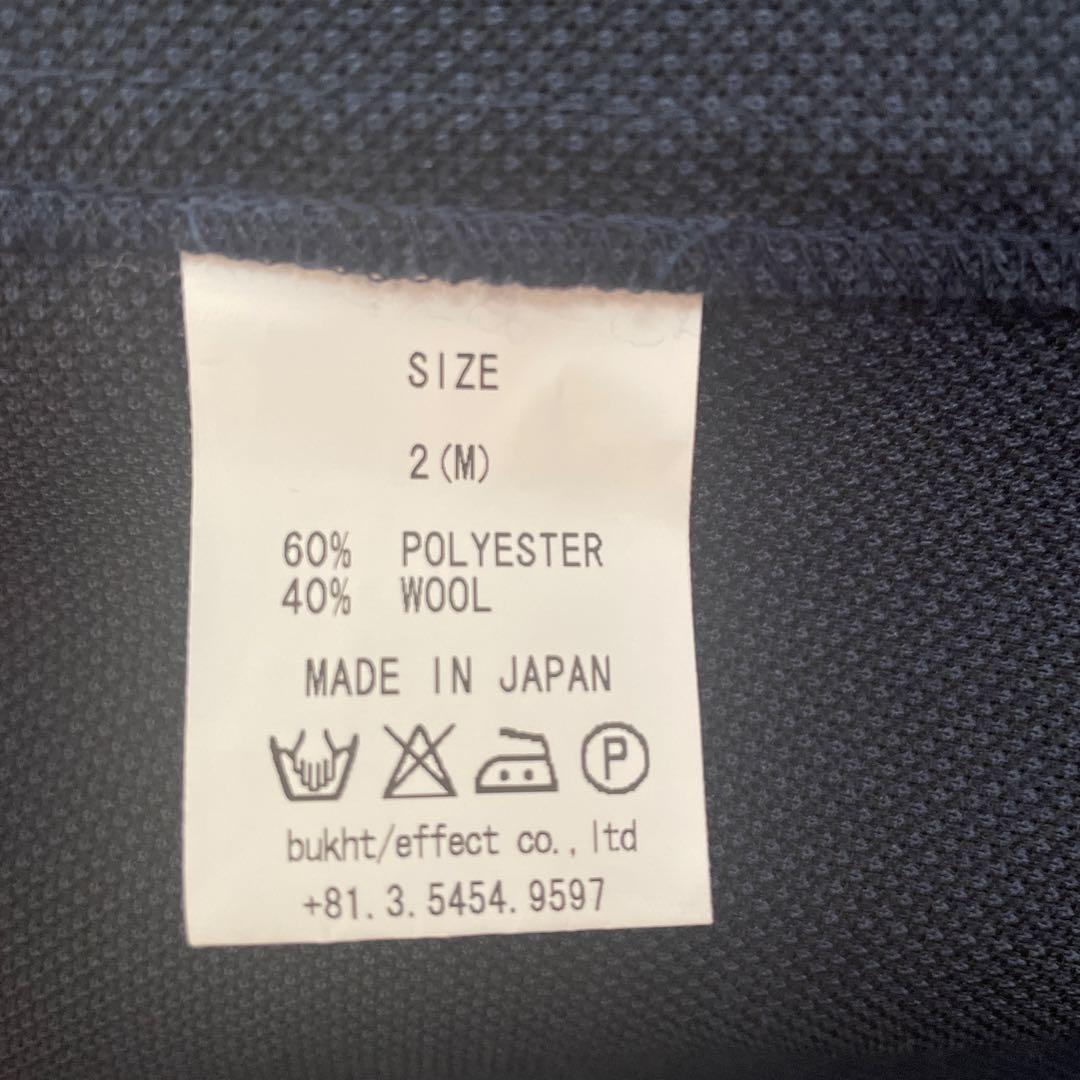 SIZE
2(M)
60% POLYESTER
40% WOOL
MADE IN JAPAN
P
bukht/effect co.,ltd
+81.3.5454.9597